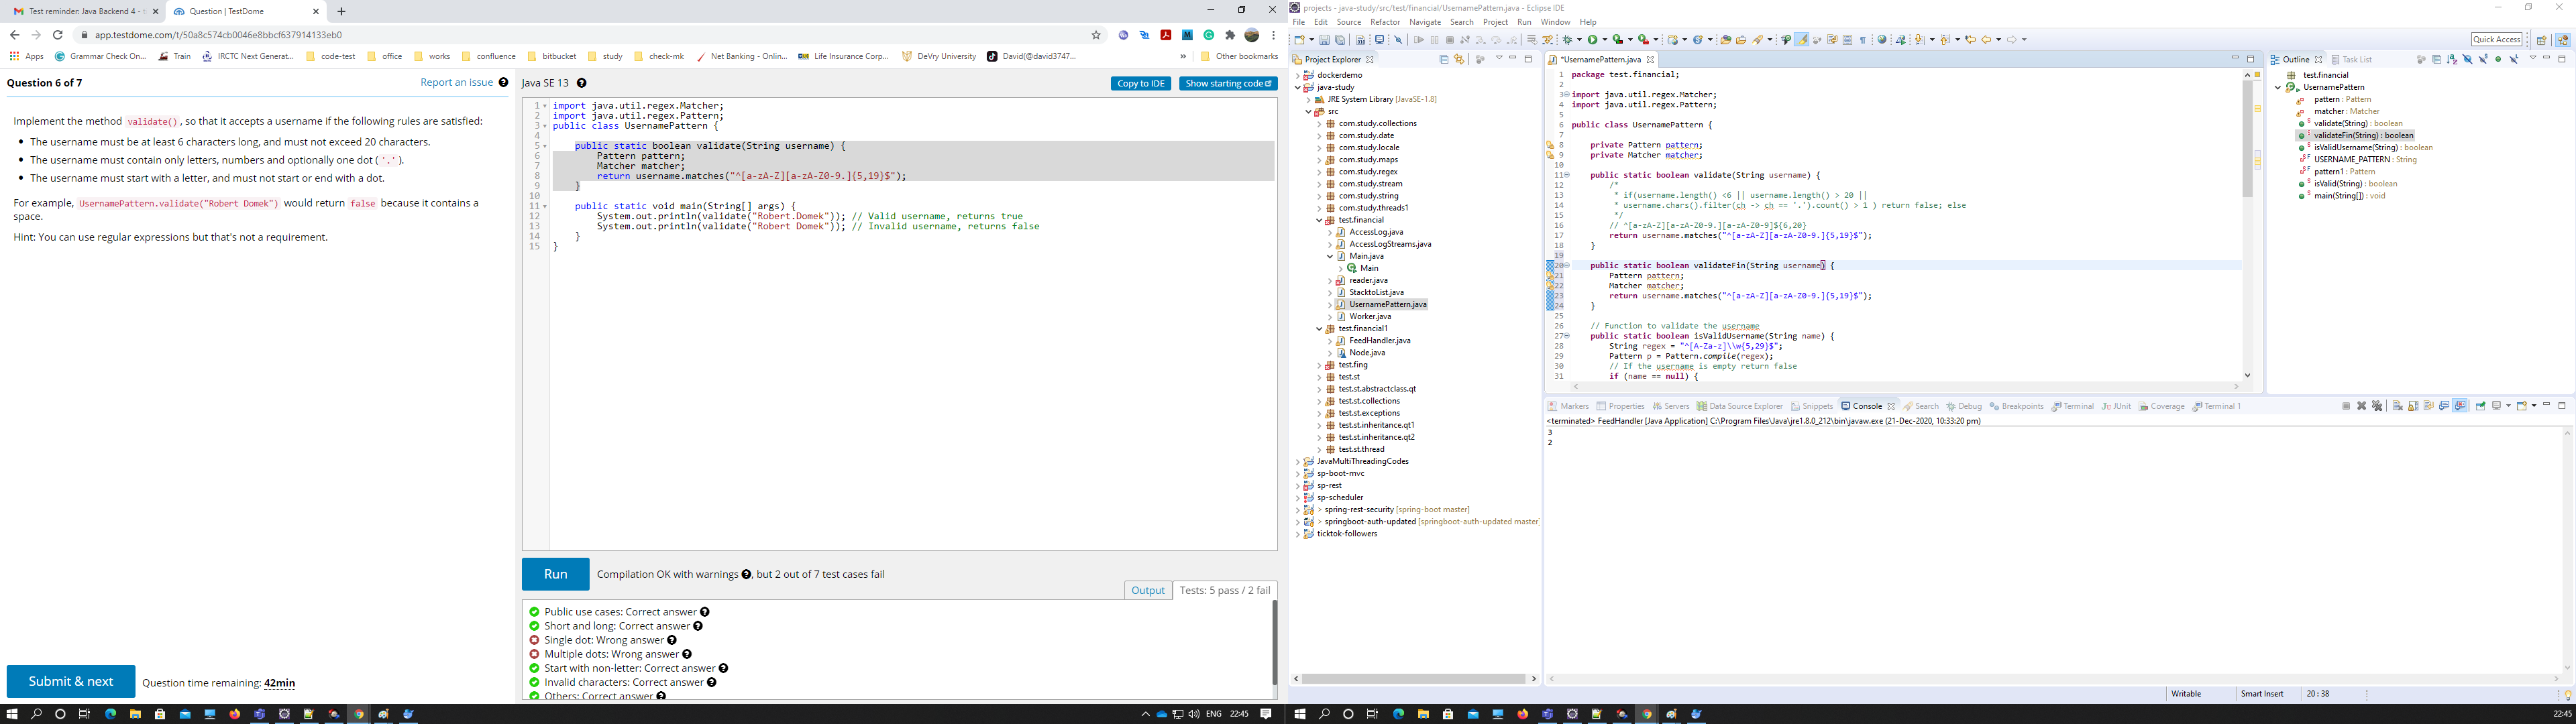 Test reminder: Java Backend 4 - t
Question | TestDome
app.testdome.com/t/50a8c574cb0046e8bbcf637914133eb0
Apps Grammar Check On... Train IRCTC Next Generat... code-test office works confluence bitbucket study check-mk Net Banking - Onlin... Life Insurance Corp... DeVry University David(@david3747... » Other bookmarks
Question 6 of 7
Report an issue
Implement the method validate(), so that it accepts a username if the following rules are satisfied:
• The username must be at least 6 characters long, and must not exceed 20 characters.
• The username must contain only letters, numbers and optionally one dot ('.').
• The username must start with a letter, and must not start or end with a dot.
For example, UsernamePattern.validate("Robert Domek") would return false because it contains a
space.
Hint: You can use regular expressions but that's not a requirement.
Submit & next
Question time remaining: 42min
Java SE 13
Copy to IDE
Show starting code
1 import java.util.regex.Matcher;
2 import java.util.regex.Pattern;
3 public class UsernamePattern {
4
5 public static boolean validate(String username) {
6 Pattern pattern;
7 Matcher matcher;
8 return username.matches("^[a-zA-Z][a-zA-Z0-9.]{5,19}$");
9 }
10
11 public static void main(String[] args) {
12 System.out.println(validate("Robert.Domek")); // Valid username, returns true
13 System.out.println(validate("Robert Domek")); // Invalid username, returns false
14 }
15 }
Run
Compilation OK with warnings , but 2 out of 7 test cases fail
Output
Tests: 5 pass / 2 fail
Public use cases: Correct answer
Short and long: Correct answer
Single dot: Wrong answer
Multiple dots: Wrong answer
Start with non-letter: Correct answer
Invalid characters: Correct answer
Others: Correct answer
ENG 22:45
projects - java-study/src/test/financial/UsernamePattern.java - Eclipse IDE
File Edit Source Refactor Navigate Search Project Run Window Help
Quick Access
Project Explorer
dockerdemo
java-study
JRE System Library [JavaSE-1.8]
src
com.study.collections
com.study.date
com.study.locale
com.study.maps
com.study.regex
com.study.stream
com.study.string
com.study.threads1
test.financial
AccessLog.java
AccessLogStreams.java
Main.java
Main
reader.java
StacktoList.java
UsernamePattern.java
Worker.java
test.financial1
FeedHandler.java
Node.java
test.fing
test.st
test.st.abstractclass.qt
test.st.collections
test.st.exceptions
test.st.inheritance.qt1
test.st.inheritance.qt2
test.st.thread
JavaMultiThreadingCodes
sp-boot-mvc
sp-rest
sp-scheduler
> spring-rest-security [spring-boot master]
> springboot-auth-updated [springboot-auth-updated master]
ticktok-followers
*UsernamePattern.java
1 package test.financial;
2
3 import java.util.regex.Matcher;
4 import java.util.regex.Pattern;
5
6 public class UsernamePattern {
7
8 private Pattern pattern;
9 private Matcher matcher;
10
11 public static boolean validate(String username) {
12 /*
13 * if(username.length() <6 || username.length() > 20 ||
14 * username.chars().filter(ch -> ch == '.').count() > 1 ) return false; else
15 */
16 // ^[a-zA-Z][a-zA-Z0-9.][a-zA-Z0-9]${6,20}
17 return username.matches("^[a-zA-Z][a-zA-Z0-9.]{5,19}$");
18 }
19
20 public static boolean validateFin(String username) {
21 Pattern pattern;
22 Matcher matcher;
23 return username.matches("^[a-zA-Z][a-zA-Z0-9.]{5,19}$");
24 }
25
26 // Function to validate the username
27 public static boolean isValidUsername(String name) {
28 String regex = "^[A-Za-z]\\w{5,29}$";
29 Pattern p = Pattern.compile(regex);
30 // If the username is empty return false
31 if (name == null) {
Outline Task List
test.financial
UsernamePattern
pattern : Pattern
matcher : Matcher
validate(String) : boolean
validateFin(String) : boolean
isValidUsername(String) : boolean
USERNAME_PATTERN : String
pattern1 : Pattern
isValid(String) : boolean
main(String[]) : void
Markers Properties Servers Data Source Explorer Snippets Console Search Debug Breakpoints Terminal JUnit Coverage Terminal 1
<terminated> FeedHandler [Java Application] C:\Program Files\Java\jre1.8.0_212\bin\javaw.exe (21-Dec-2020, 10:33:20 pm)
3
2
Writable Smart Insert 20 : 38
22:45